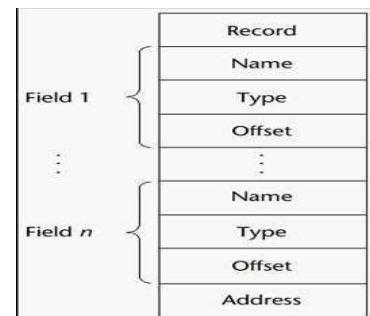 Record
Name
Field 1
Type
Offset
⋮ ⋮
Name
Field n
Type
Offset
Address